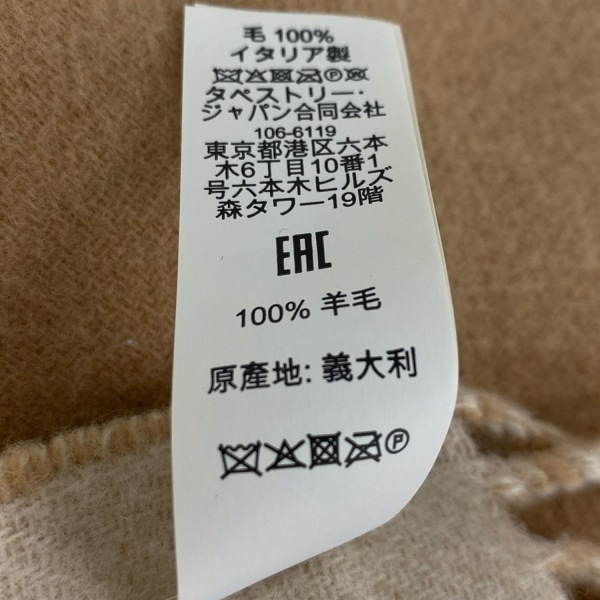 毛 100%
イタリア製
タペストリー・
ジャパン合同会社
106-6119
東京都港区六本
木6丁目10番1
号六本木ヒルズ
森タワー19階
EAC
100% 羊毛
原產地: 義大利
P